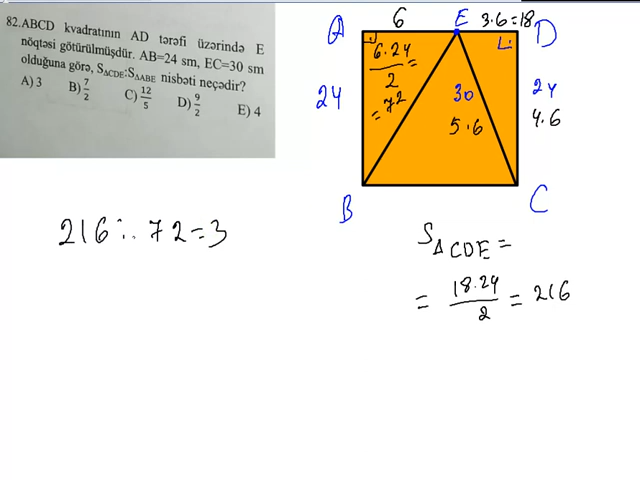 82.ABCD kvadratının AD tərəfi üzərində E
nöqtəsi götürülmüşdür. AB=24 sm, EC=30 sm
olduğuna görə, S△CDE:S△ABE nisbəti neçədir?
A) 3 B) 7/2 C) 12/5 D) 9/2 E) 4
A 6 E 3·6=18 D
6·24/2=
=72
24
30
5·6
24
4·6
B C
216:72=3
S△CDE=
=18·24/2=216